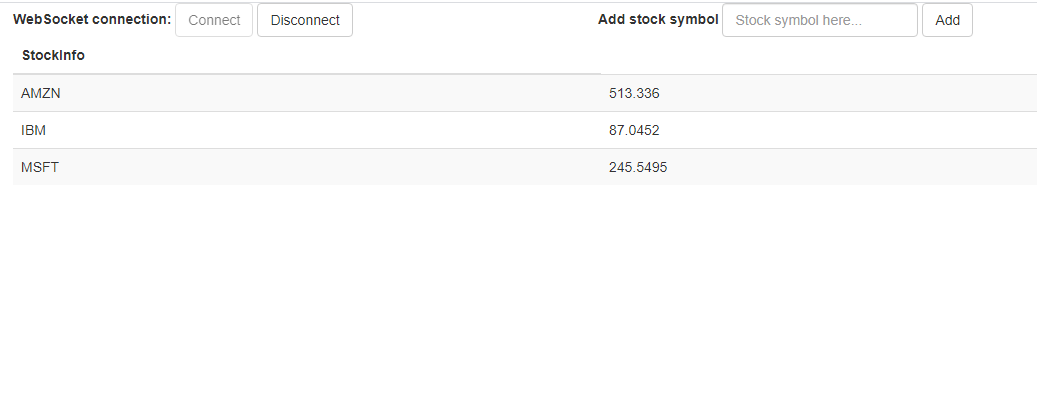 WebSocket connection: Connect Disconnect Add stock symbol Stock symbol here... Add
StockInfo
AMZN 513.336
IBM 87.0452
MSFT 245.5495